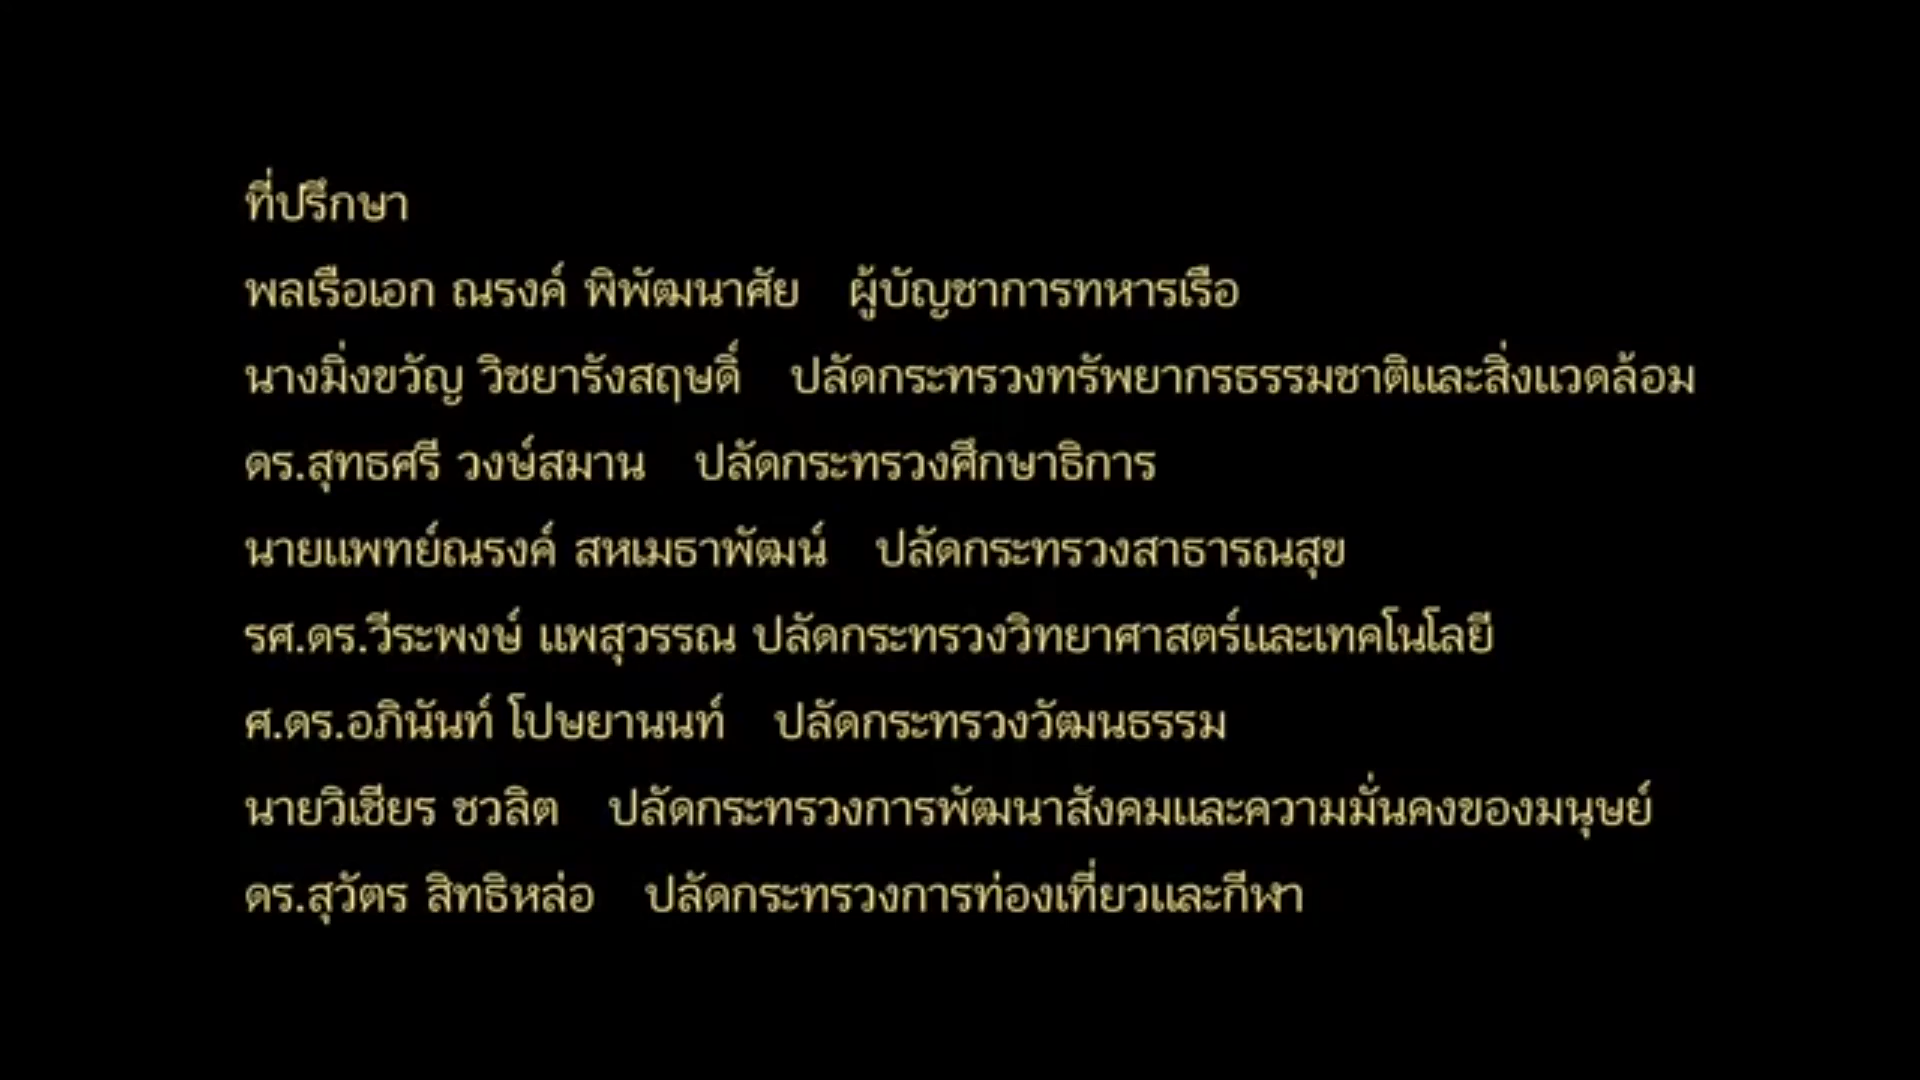 ที่ปรึกษา
พลเรือเอก ณรงค์ พิพัฒนาศัย ผู้บัญชาการทหารเรือ
นางมิ่งขวัญ วิชยารังสฤษดิ์ ปลัดกระทรวงทรัพยากรธรรมชาติและสิ่งแวดล้อม
ดร.สุทธศรี วงษ์สมาน ปลัดกระทรวงศึกษาธิการ
นายแพทย์ณรงค์ สหเมธาพัฒน์ ปลัดกระทรวงสาธารณสุข
รศ.ดร.วีระพงษ์ แพสุวรรณ ปลัดกระทรวงวิทยาศาสตร์และเทคโนโลยี
ศ.ดร.อภินันท์ โปษยานนท์ ปลัดกระทรวงวัฒนธรรม
นายวิเชียร ชวลิต ปลัดกระทรวงการพัฒนาสังคมและความมั่นคงของมนุษย์
ดร.สุวัตร สิทธิหล่อ ปลัดกระทรวงการท่องเที่ยวและกีฬา